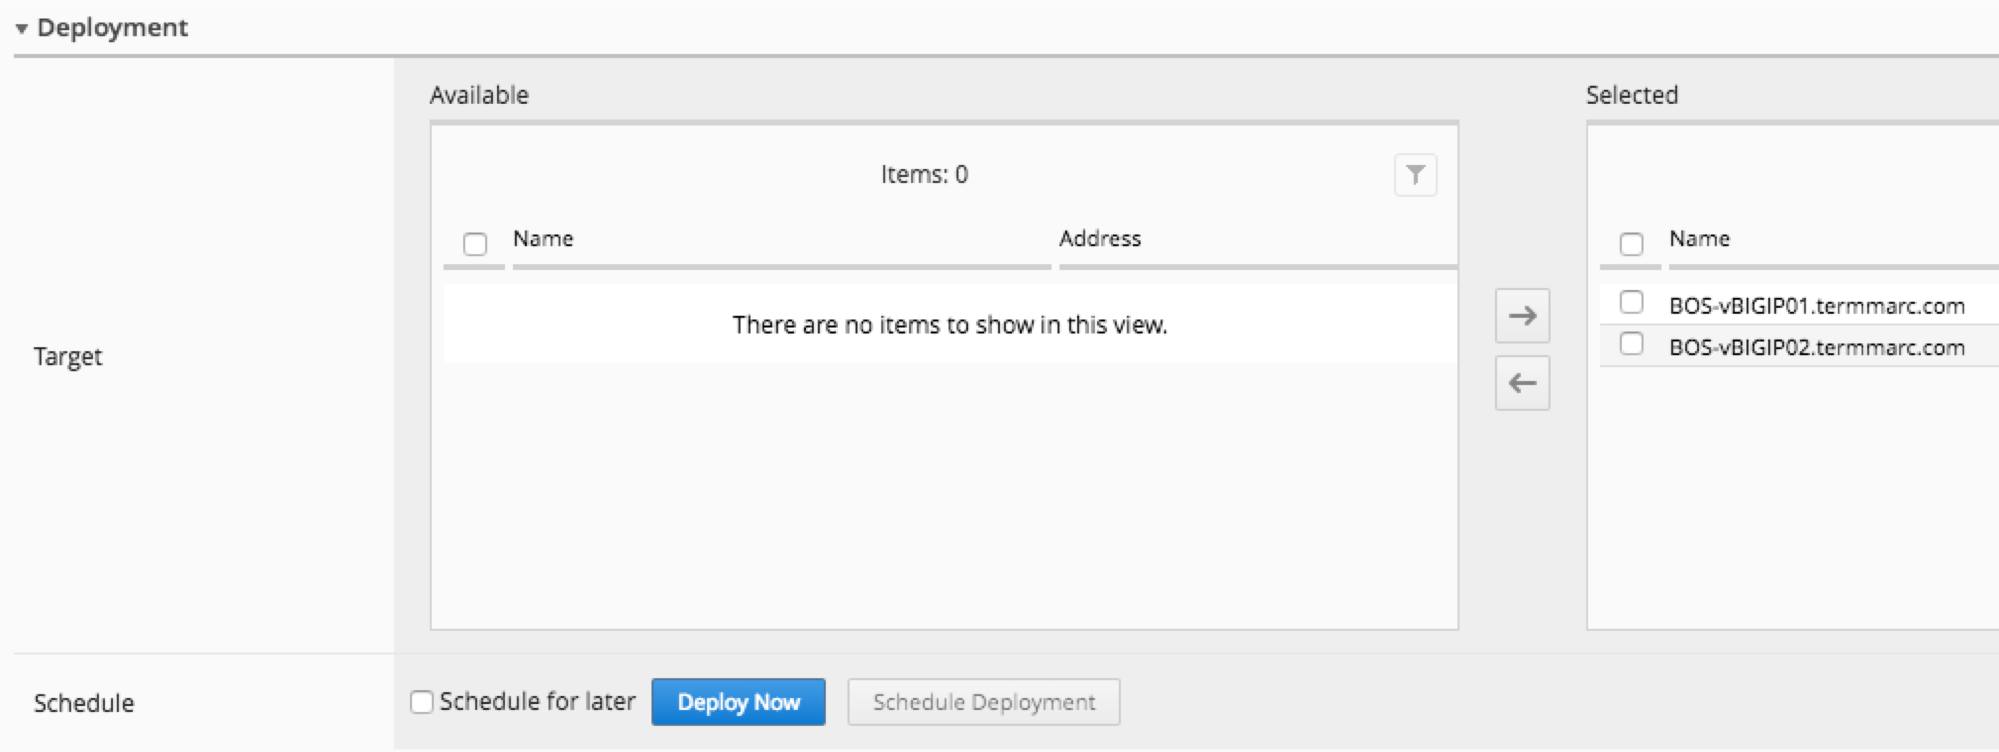 Deployment
Available
Selected
Items: 0
Name
Address
Name
There are no items to show in this view.
BOS-vBIGIP01.termmarc.com
BOS-vBIGIP02.termmarc.com
Target
Schedule
Schedule for later
Deploy Now
Schedule Deployment